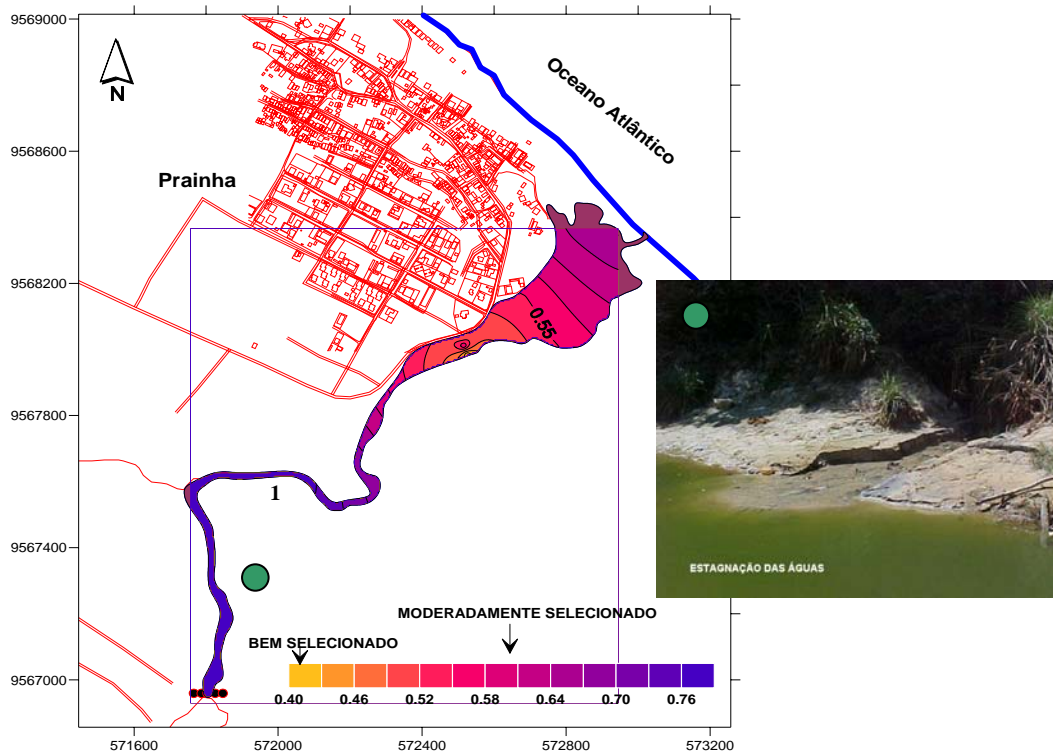 9569000
9568600
9568200
9567800
9567400
9567000
N
Oceano Atlântico
Prainha
0.55
1
ESTAGNAÇÃO DAS ÁGUAS
MODERADAMENTE SELECIONADO
BEM SELECIONADO
0.40 0.46 0.52 0.58 0.64 0.70 0.76
571600 572000 572400 572800 573200